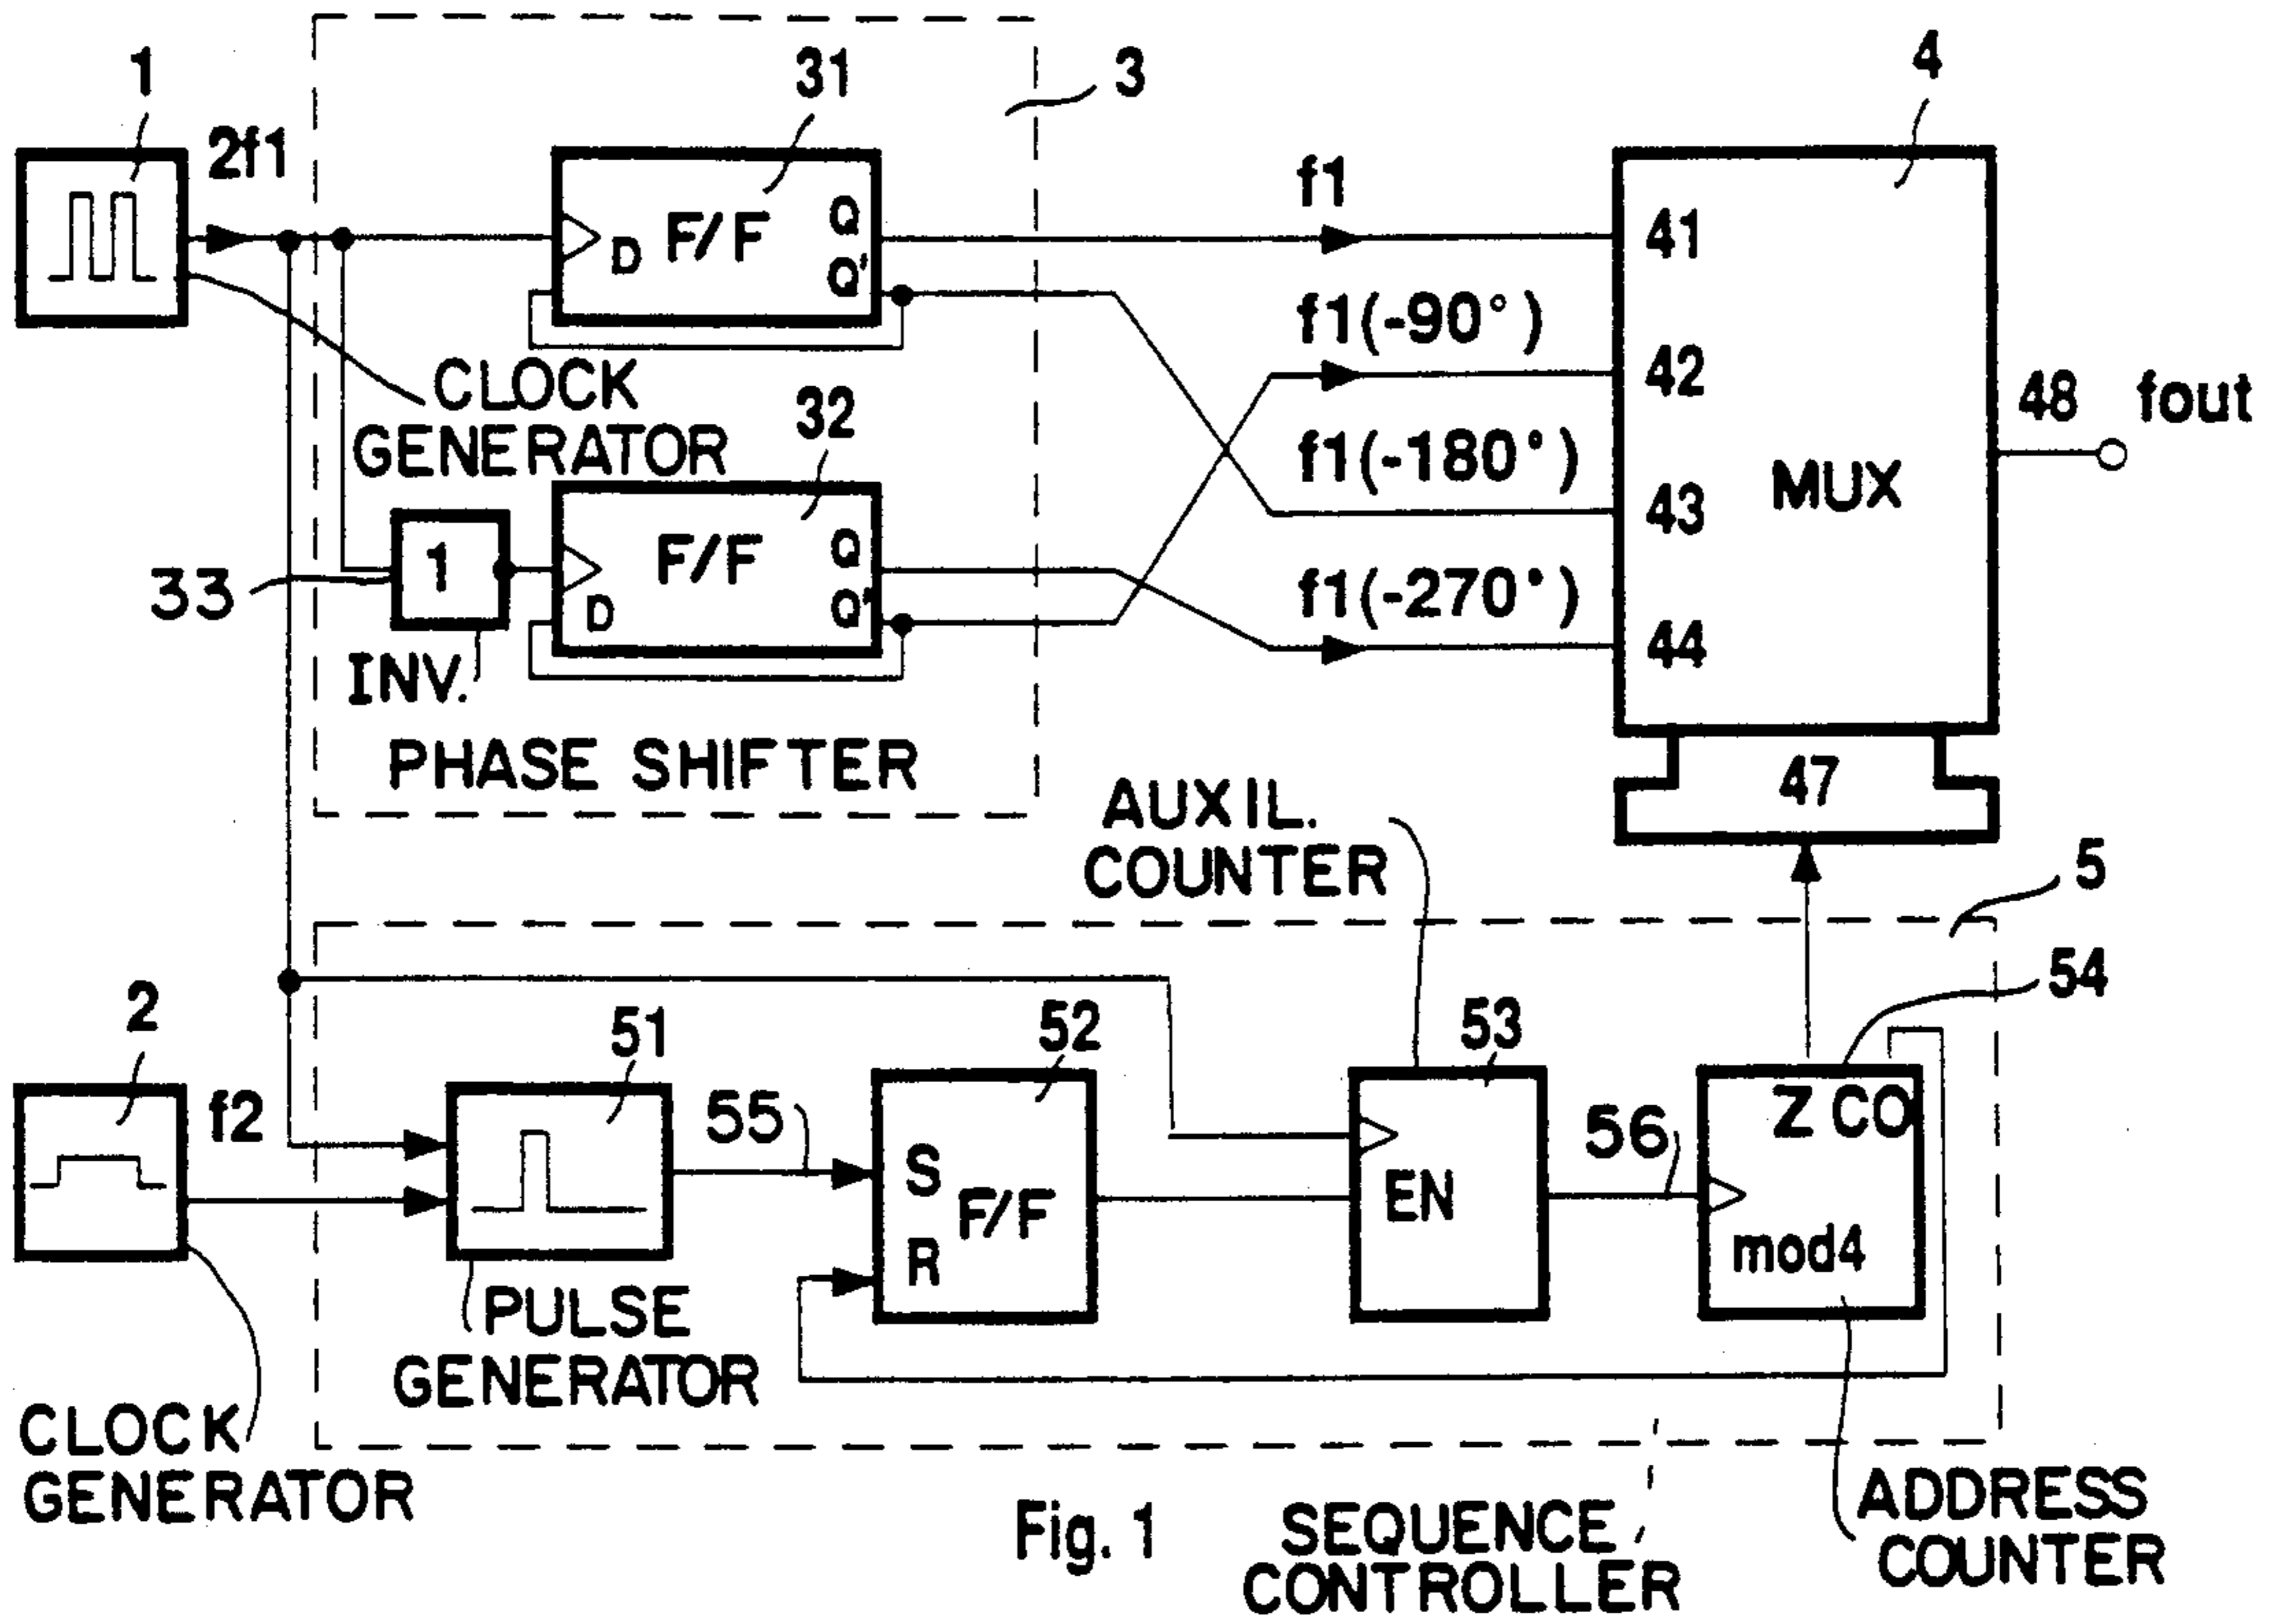 1
2f1
31
3
4
D
F/F
Q
Q'
f1
41
f1(-90°)
42
CLOCK
GENERATOR
32
f1(-180°)
43
MUX
48 fout
33
1
INV.
D
F/F
Q
Q'
f1(-270°)
44
PHASE SHIFTER
47
AUXIL.
COUNTER
5
54
2
f2
51
55
52
53
56
S
R
F/F
EN
Z CO
mod4
PULSE
GENERATOR
CLOCK
GENERATOR
Fig. 1
SEQUENCE
CONTROLLER
ADDRESS
COUNTER